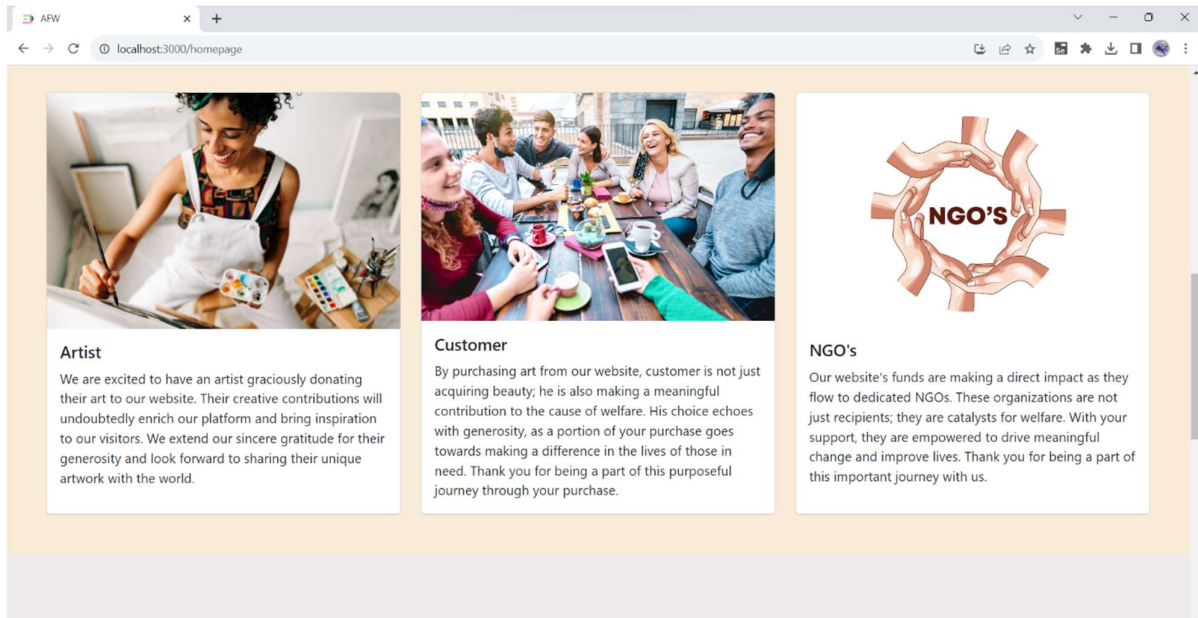 AFW
localhost:3000/homepage
Se
NGO'S
Artist
We are excited to have an artist graciously donating
their art to our website. Their creative contributions will
undoubtedly enrich our platform and bring inspiration
to our visitors. We extend our sincere gratitude for their
generosity and look forward to sharing their unique
artwork with the world.
Customer
By purchasing art from our website, customer is not just
acquiring beauty; he is also making a meaningful
contribution to the cause of welfare. His choice echoes
with generosity, as a portion of your purchase goes
towards making a difference in the lives of those in
need. Thank you for being a part of this purposeful
journey through your purchase.
NGO's
Our website's funds are making a direct impact as they
flow to dedicated NGOs. These organizations are not
just recipients; they are catalysts for welfare. With your
support, they are empowered to drive meaningful
change and improve lives. Thank you for being a part of
this important journey with us.